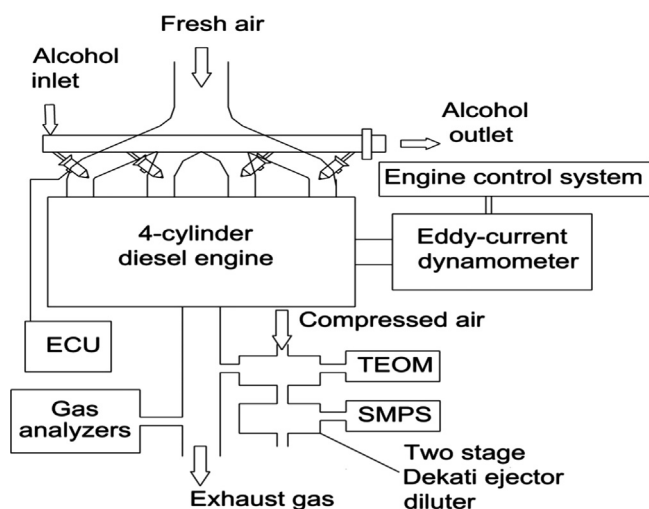 Fresh air
Alcohol
inlet
Alcohol
outlet
Engine control system
4-cylinder
diesel engine
Eddy-current
dynamometer
Compressed air
ECU
TEOM
Gas
analyzers
SMPS
Two stage
Dekati ejector
diluter
Exhaust gas